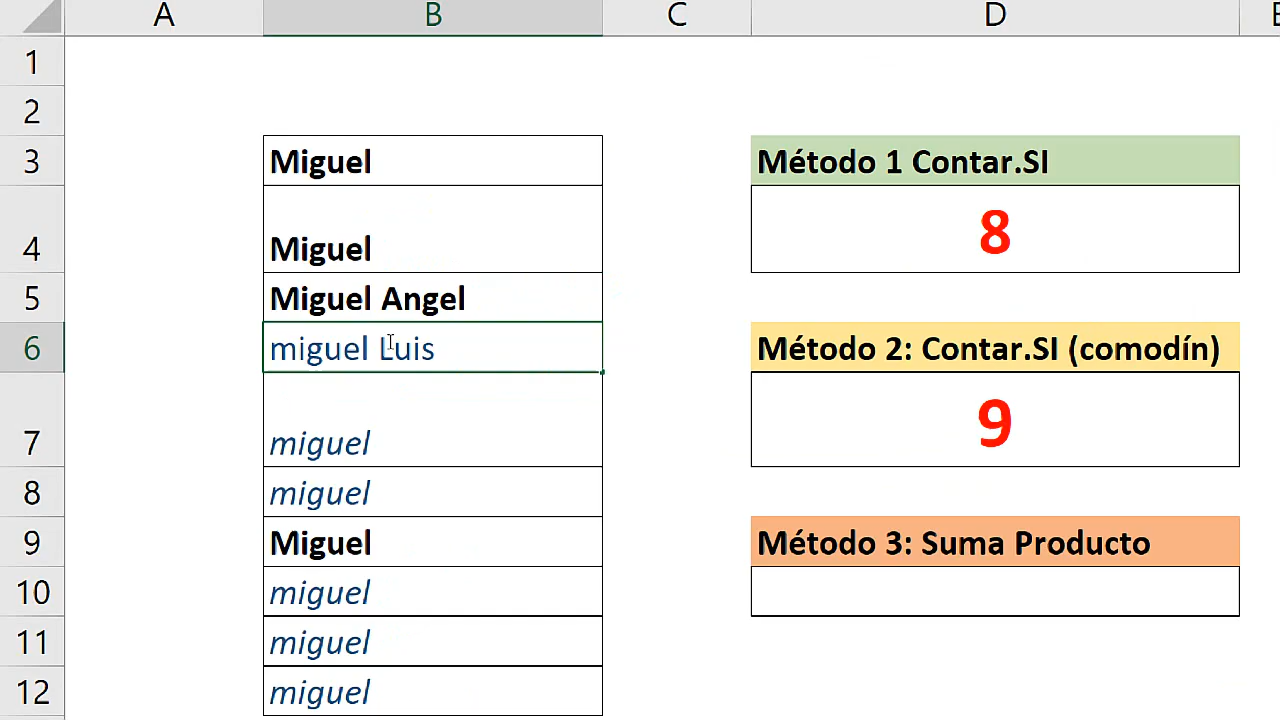 A B C D E
1
2
3 Miguel Método 1 Contar.SI
4 Miguel 8
5 Miguel Angel
6 miguel Luis Método 2: Contar.SI (comodín)
7 miguel 9
8 miguel
9 Miguel Método 3: Suma Producto
10 miguel
11 miguel
12 miguel